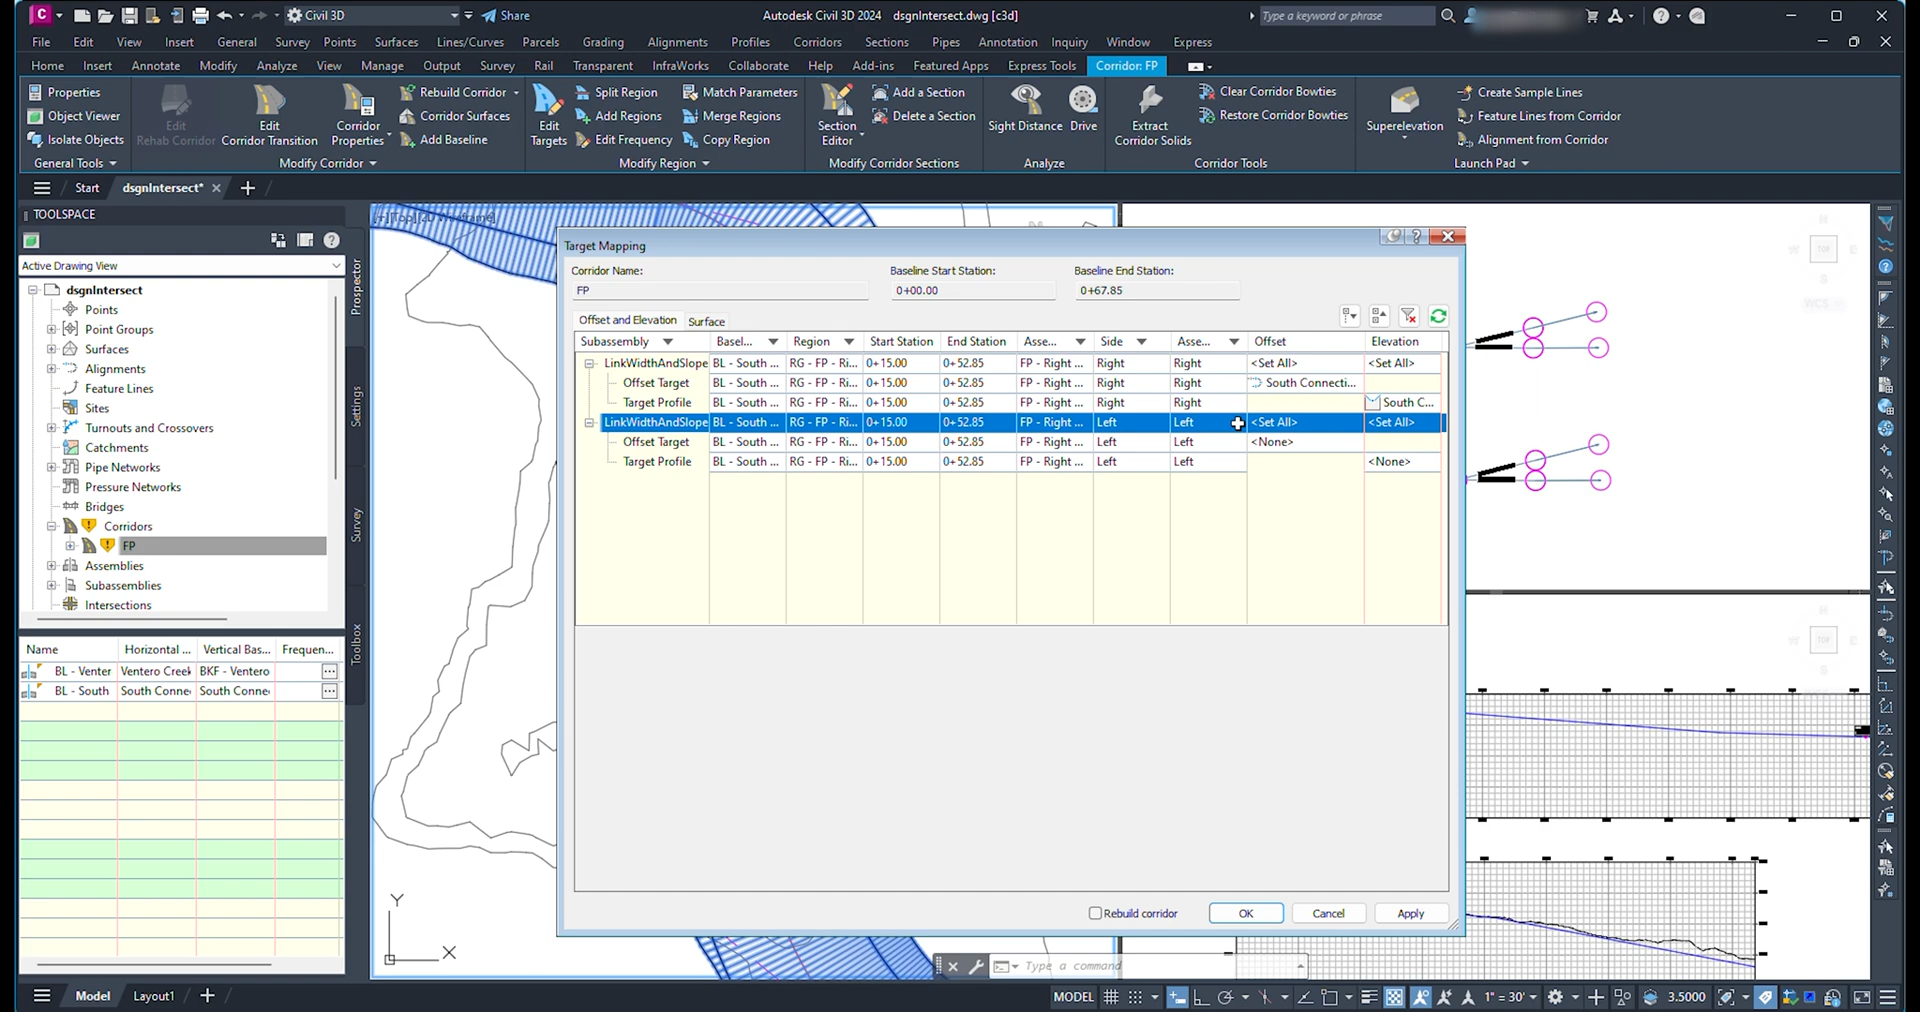 Civil 3D
Share
Autodesk Civil 3D 2024 dsgnIntersect.dwg [c3d]
Type a keyword or phrase
File Edit View Insert General Survey Points Surfaces Lines/Curves Parcels Grading Alignments Profiles Corridors Sections Pipes Annotation Inquiry Window Express
Home Insert Annotate Modify Analyze View Manage Output Survey Rail Transparent InfraWorks Collaborate Help Add-ins Featured Apps Express Tools Corridor: FP
Properties
Object Viewer
Isolate Objects
General Tools
Edit
Rehab Corridor
Edit
Corridor Transition
Corridor
Properties
Rebuild Corridor
Corridor Surfaces
Add Baseline
Modify Corridor
Edit
Targets
Split Region
Add Regions
Edit Frequency
Match Parameters
Merge Regions
Copy Region
Modify Region
Section
Editor
Add a Section
Delete a Section
Modify Corridor Sections
Sight Distance
Drive
Analyze
Extract
Corridor Solids
Clear Corridor Bowties
Restore Corridor Bowties
Corridor Tools
Superelevation
Create Sample Lines
Feature Lines from Corridor
Alignment from Corridor
Launch Pad
Start
dsgnIntersect*
TOOLSPACE
Active Drawing View
dsgnIntersect
Points
Point Groups
Surfaces
Alignments
Feature Lines
Sites
Turnouts and Crossovers
Catchments
Pipe Networks
Pressure Networks
Bridges
Corridors
FP
Assemblies
Subassemblies
Intersections
Prospector
Settings
Survey
Toolbox
Name Horizontal ... Vertical Bas... Frequen...
BL - Venter Ventero Creek BKF - Ventero ...
BL - South South Conne South Conne ...
[+][Top][2D Wireframe]
Target Mapping
Corridor Name:
FP
Baseline Start Station:
0+00.00
Baseline End Station:
0+67.85
Offset and Elevation
Surface
Subassembly Basel... Region Start Station End Station Asse... Side Asse... Offset Elevation
LinkWidthAndSlope BL - South ... RG - FP - Ri... 0+15.00 0+52.85 FP - Right ... Right Right <Set All> <Set All>
Offset Target BL - South ... RG - FP - Ri... 0+15.00 0+52.85 FP - Right ... Right Right South Connecti...
Target Profile BL - South ... RG - FP - Ri... 0+15.00 0+52.85 FP - Right ... Right Right South C...
LinkWidthAndSlope BL - South ... RG - FP - Ri... 0+15.00 0+52.85 FP - Right ... Left Left <Set All> <Set All>
Offset Target BL - South ... RG - FP - Ri... 0+15.00 0+52.85 FP - Right ... Left Left <None>
Target Profile BL - South ... RG - FP - Ri... 0+15.00 0+52.85 FP - Right ... Left Left <None>
Rebuild corridor
OK
Cancel
Apply
TOP
WCS
TOP
Y
X
Type a command
Model
Layout1
MODEL
1" = 30'
3.5000